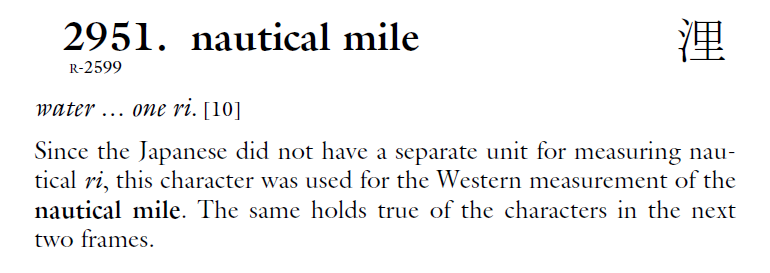 2951. nautical mile 浬
R-2599
water … one ri. [10]
Since the Japanese did not have a separate unit for measuring nau-
tical ri, this character was used for the Western measurement of the
nautical mile. The same holds true of the characters in the next
two frames.